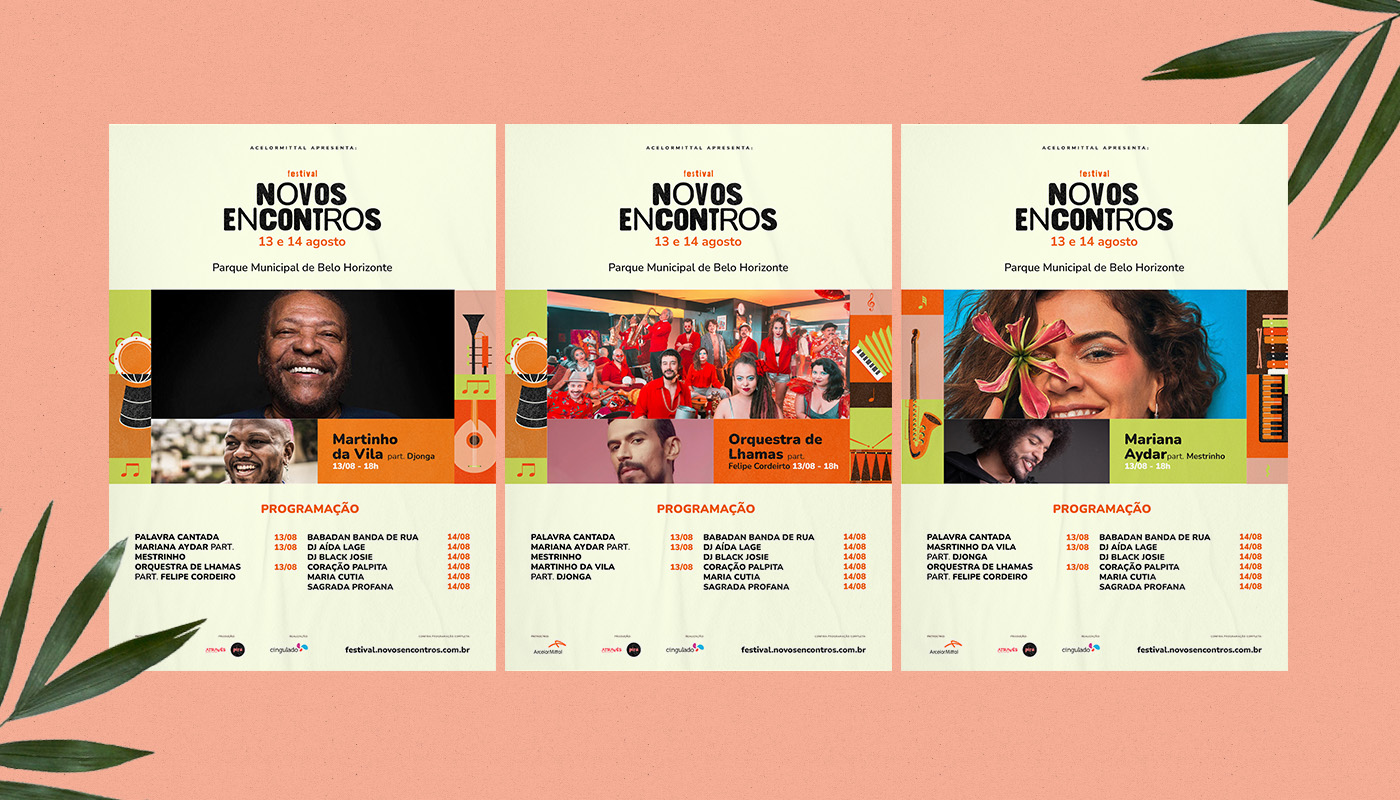 ACELORMITTAL APRESENTA:
festival
NOVOS
ENCONTROS
13 e 14 agosto
Parque Municipal de Belo Horizonte
Martinho
da Vila part. Djonga
13/08 - 18h
PROGRAMAÇÃO
PALAVRA CANTADA 13/08
MARIANA AYDAR PART. 13/08
MESTRINHO
ORQUESTRA DE LHAMAS 13/08
PART. FELIPE CORDEIRO
BABADAN BANDA DE RUA 14/08
DJ AÍDA LAGE 14/08
DJ BLACK JOSIE 14/08
CORAÇÃO PALPITA 14/08
MARIA CUTIA 14/08
SAGRADA PROFANA 14/08
ATRAVÉS
pira
cingulado
festival.novosencontros.com.br
ACELORMITTAL APRESENTA:
festival
NOVOS
ENCONTROS
13 e 14 agosto
Parque Municipal de Belo Horizonte
Orquestra de
Lhamas part.
Felipe Cordeirto 13/08 - 18h
PROGRAMAÇÃO
PALAVRA CANTADA 13/08
MARIANA AYDAR PART. 13/08
MESTRINHO
MARTINHO DA VILA 13/08
PART. DJONGA
BABADAN BANDA DE RUA 14/08
DJ AÍDA LAGE 14/08
DJ BLACK JOSIE 14/08
CORAÇÃO PALPITA 14/08
MARIA CUTIA 14/08
SAGRADA PROFANA 14/08
ArcelorMittal
ATRAVÉS
pira
cingulado
festival.novosencontros.com.br
ACELORMITTAL APRESENTA:
festival
NOVOS
ENCONTROS
13 e 14 agosto
Parque Municipal de Belo Horizonte
Mariana
Aydar part. Mestrinho
13/08 - 18h
PROGRAMAÇÃO
PALAVRA CANTADA 13/08
MASRTINHO DA VILA 13/08
PART. DJONGA
ORQUESTRA DE LHAMAS 13/08
PART. FELIPE CORDEIRO
BABADAN BANDA DE RUA 14/08
DJ AÍDA LAGE 14/08
DJ BLACK JOSIE 14/08
CORAÇÃO PALPITA 14/08
MARIA CUTIA 14/08
SAGRADA PROFANA 14/08
ArcelorMittal
ATRAVÉS
pira
cingulado
festival.novosencontros.com.br